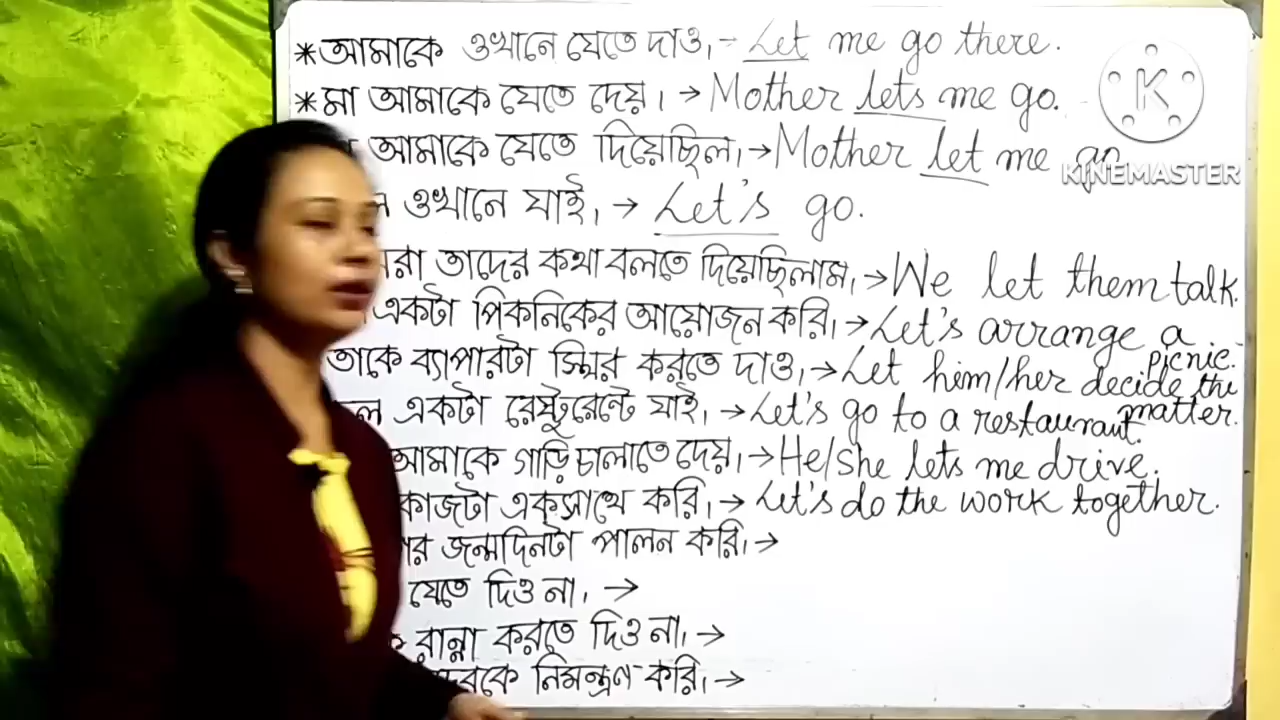 *আমাকে ওখানে যেতে দাও।- Let me go there.
*মা আমাকে যেতে দেয়। → Mother lets me go.
আমাকে যেতে দিয়েছিল। → Mother let me go
ওখানে যাই। → Let's go.
তাদের কথা বলতে দিয়েছিলাম। → We let them talk.
একটা পিকনিকের আয়োজন করি। → Let's arrange a picnic.
তাকে ব্যাপারটা স্থির করতে দাও। → Let him/her decide the matter.
একটা রেস্টুরেন্টে যাই। → Let's go to a restaurant.
আমাকে গাড়ি চালাতে দেয়। → He/she lets me drive.
কাজটা একসাথে করি। → Let's do the work together.
জন্মদিনটা পালন করি। →
যেতে দিও না। →
রান্না করতে দিও না। →
নিমন্ত্রণ করি। →
K
KINEMASTER